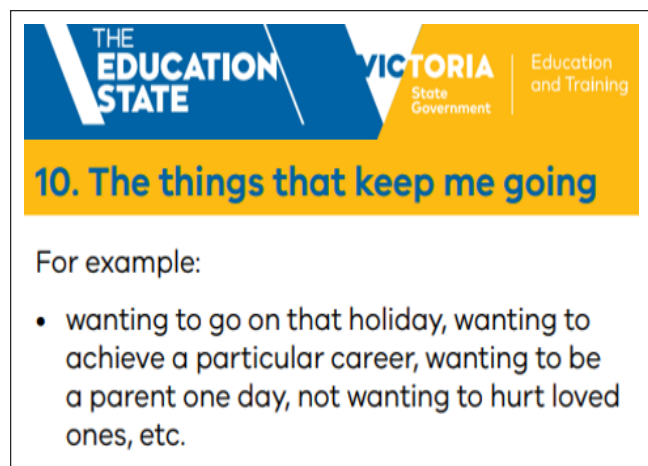 THE
EDUCATION
STATE
VICTORIA
State
Government
Education
and Training
10. The things that keep me going
For example:
• wanting to go on that holiday, wanting to
achieve a particular career, wanting to be
a parent one day, not wanting to hurt loved
ones, etc.